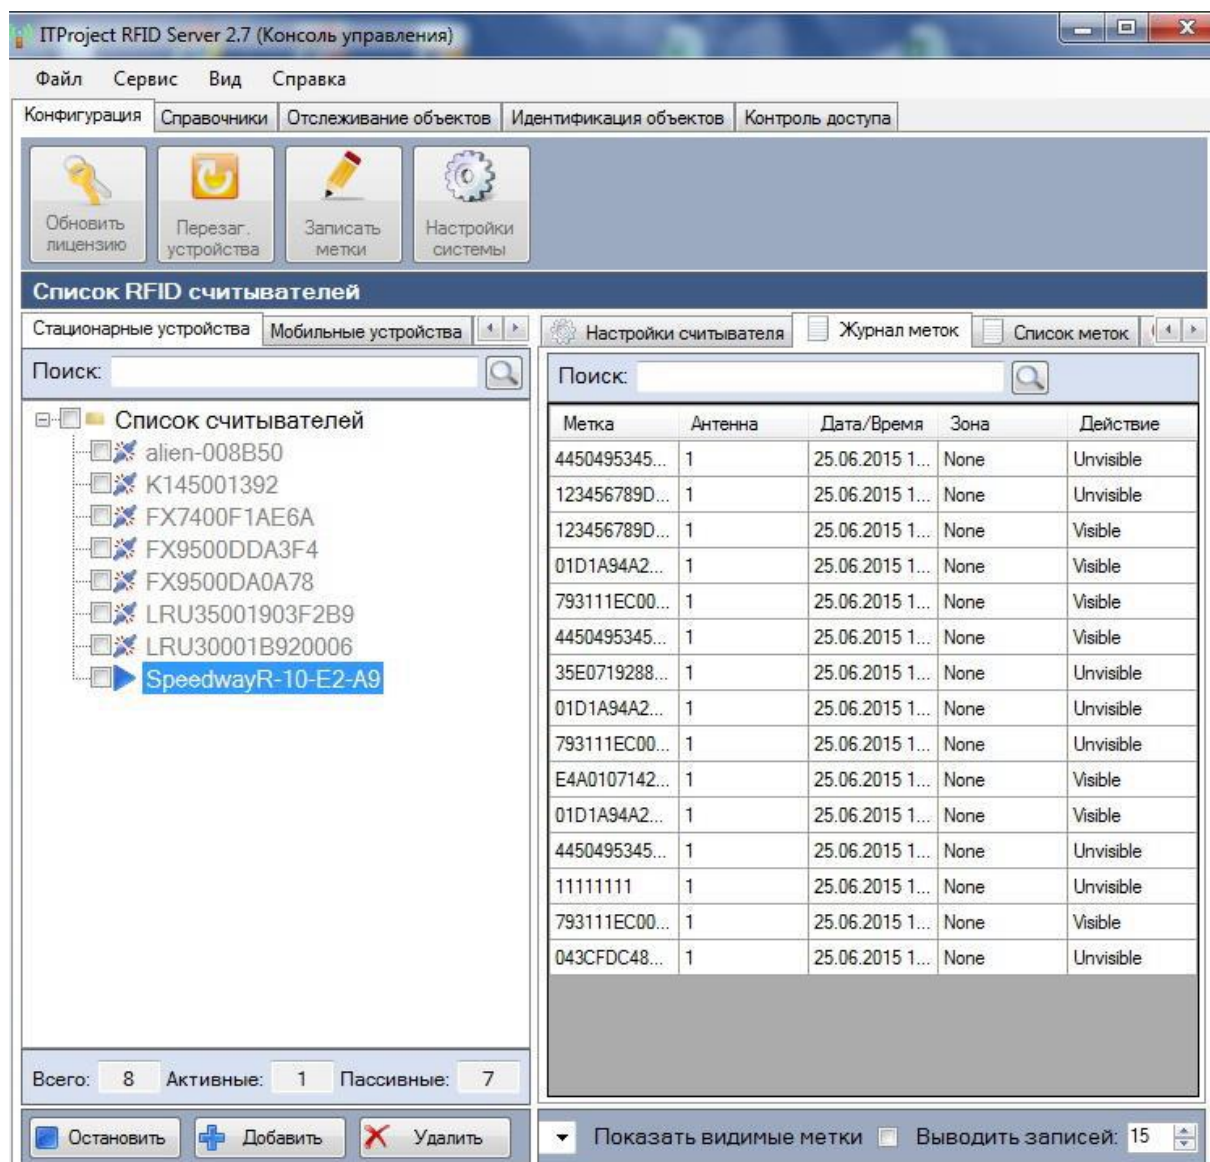 ITProject RFID Server 2.7 (Консоль управления)
Файл Сервис Вид Справка
Конфигурация Справочники Отслеживание объектов Идентификация объектов Контроль доступа
Обновить лицензию
Перезаг. устройства
Записать метки
Настройки системы
Список RFID считывателей
Стационарные устройства Мобильные устройства
Поиск:
Список считывателей
alien-008B50
K145001392
FX7400F1AE6A
FX9500DDA3F4
FX9500DA0A78
LRU35001903F2B9
LRU30001B920006
SpeedwayR-10-E2-A9
Всего: 8 Активные: 1 Пассивные: 7
Остановить Добавить Удалить
Настройки считывателя Журнал меток Список меток
Поиск:
Метка Антенна Дата/Время Зона Действие
4450495345... 1 25.06.2015 1... None Unvisible
123456789D... 1 25.06.2015 1... None Unvisible
123456789D... 1 25.06.2015 1... None Visible
01D1A94A2... 1 25.06.2015 1... None Visible
793111EC00... 1 25.06.2015 1... None Visible
4450495345... 1 25.06.2015 1... None Visible
35E0719288... 1 25.06.2015 1... None Unvisible
01D1A94A2... 1 25.06.2015 1... None Unvisible
793111EC00... 1 25.06.2015 1... None Unvisible
E4A0107142... 1 25.06.2015 1... None Visible
01D1A94A2... 1 25.06.2015 1... None Visible
4450495345... 1 25.06.2015 1... None Unvisible
11111111 1 25.06.2015 1... None Unvisible
793111EC00... 1 25.06.2015 1... None Visible
043CFDC48... 1 25.06.2015 1... None Unvisible
Показать видимые метки Выводить записей: 15